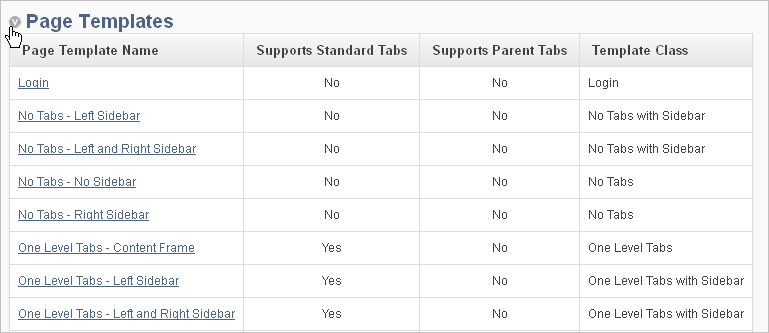 Page Templates
Page Template Name Supports Standard Tabs Supports Parent Tabs Template Class
Login No No Login
No Tabs - Left Sidebar No No No Tabs with Sidebar
No Tabs - Left and Right Sidebar No No No Tabs with Sidebar
No Tabs - No Sidebar No No No Tabs
No Tabs - Right Sidebar No No No Tabs
One Level Tabs - Content Frame Yes No One Level Tabs
One Level Tabs - Left Sidebar Yes No One Level Tabs with Sidebar
One Level Tabs - Left and Right Sidebar Yes No One Level Tabs with Sidebar